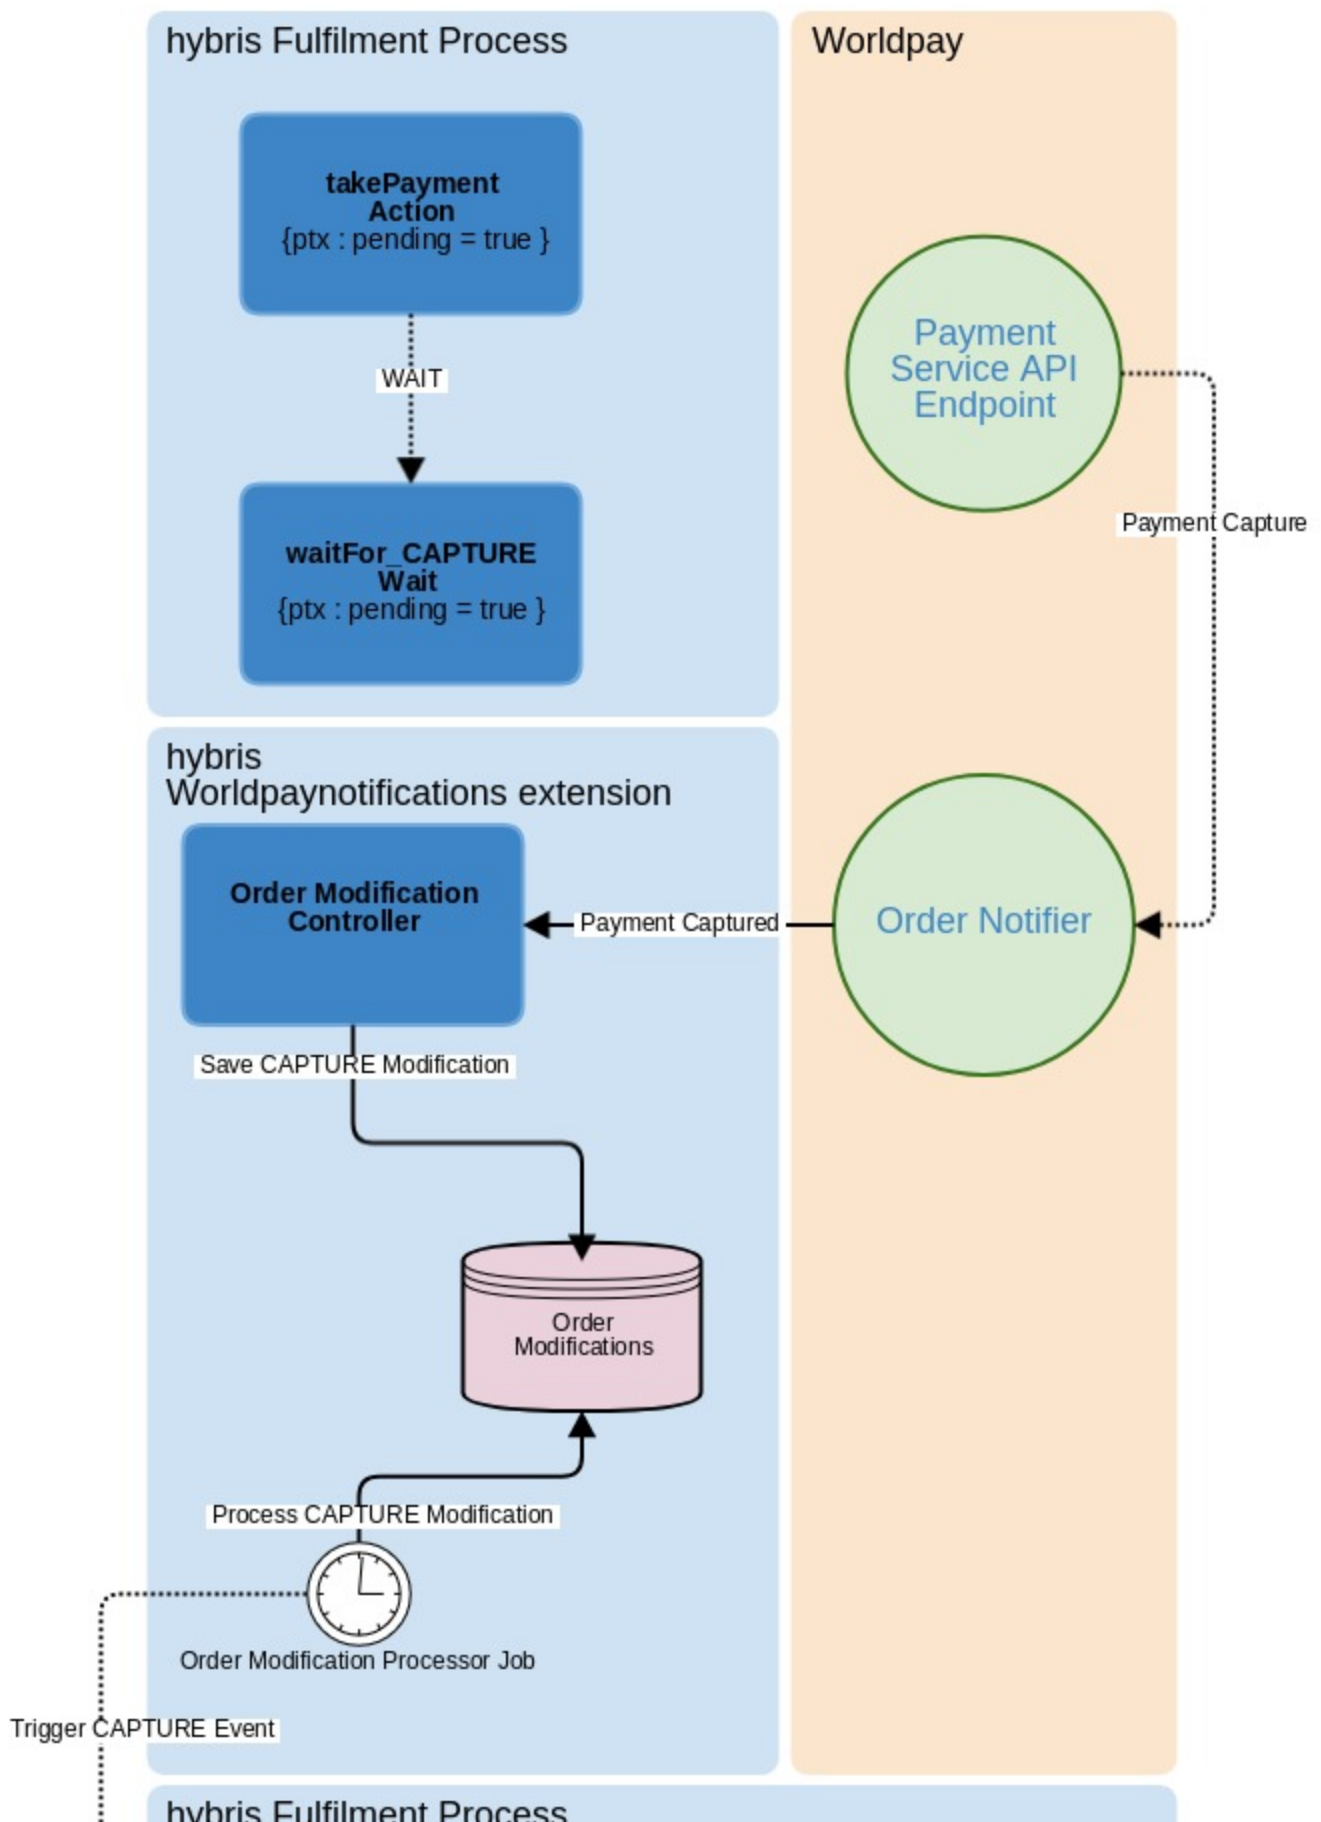 hybris Fulfilment Process
takePayment
Action
{ptx : pending = true }
WAIT
waitFor_CAPTURE
Wait
{ptx : pending = true }
Worldpay
Payment
Service API
Endpoint
Payment Capture
hybris
Worldpaynotifications extension
Order Modification
Controller
Payment Captured
Order Notifier
Save CAPTURE Modification
Order
Modifications
Process CAPTURE Modification
Order Modification Processor Job
Trigger CAPTURE Event
hybris Fulfilment Process